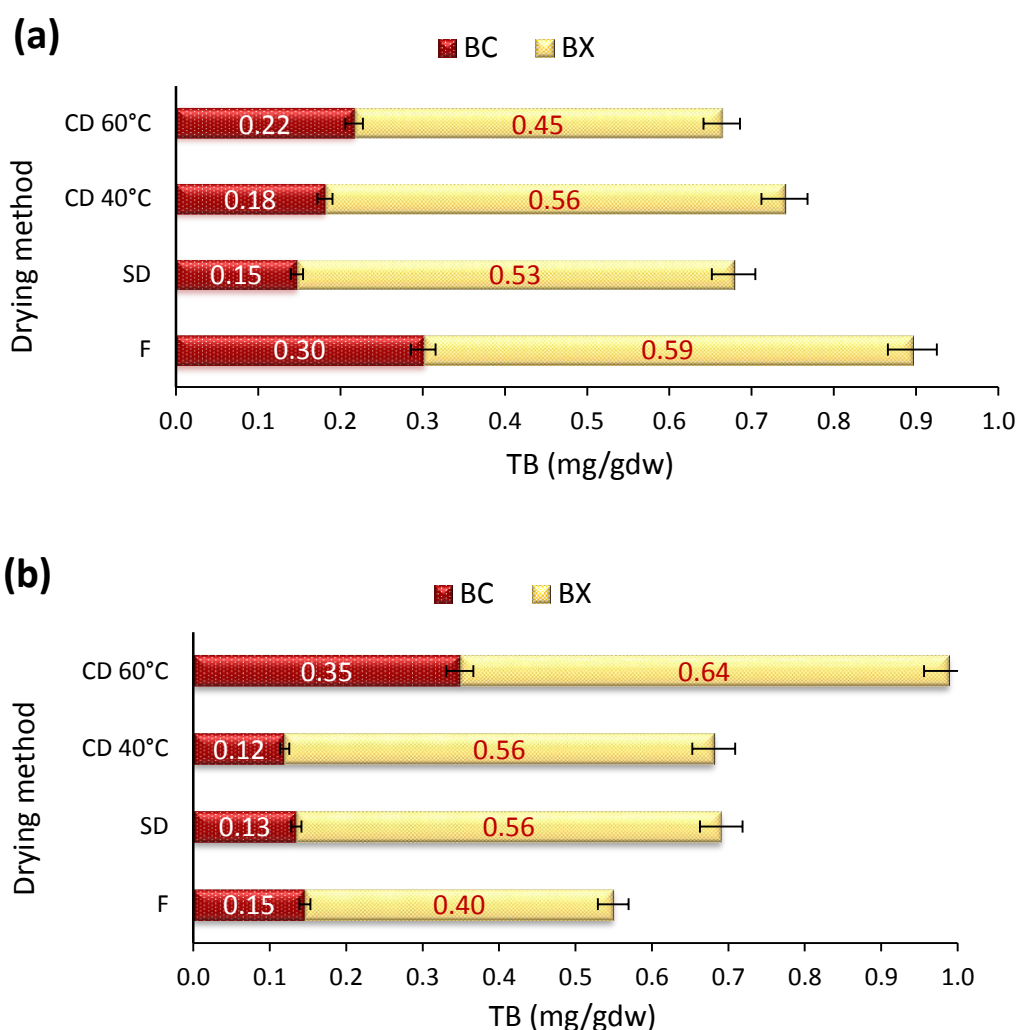 (a)
BC BX
Drying method
CD 60°C 0.22 0.45
CD 40°C 0.18 0.56
SD 0.15 0.53
F 0.30 0.59
0.0 0.1 0.2 0.3 0.4 0.5 0.6 0.7 0.8 0.9 1.0
TB (mg/gdw)
(b)
BC BX
Drying method
CD 60°C 0.35 0.64
CD 40°C 0.12 0.56
SD 0.13 0.56
F 0.15 0.40
0.0 0.1 0.2 0.3 0.4 0.5 0.6 0.7 0.8 0.9 1.0
TB (mg/gdw)